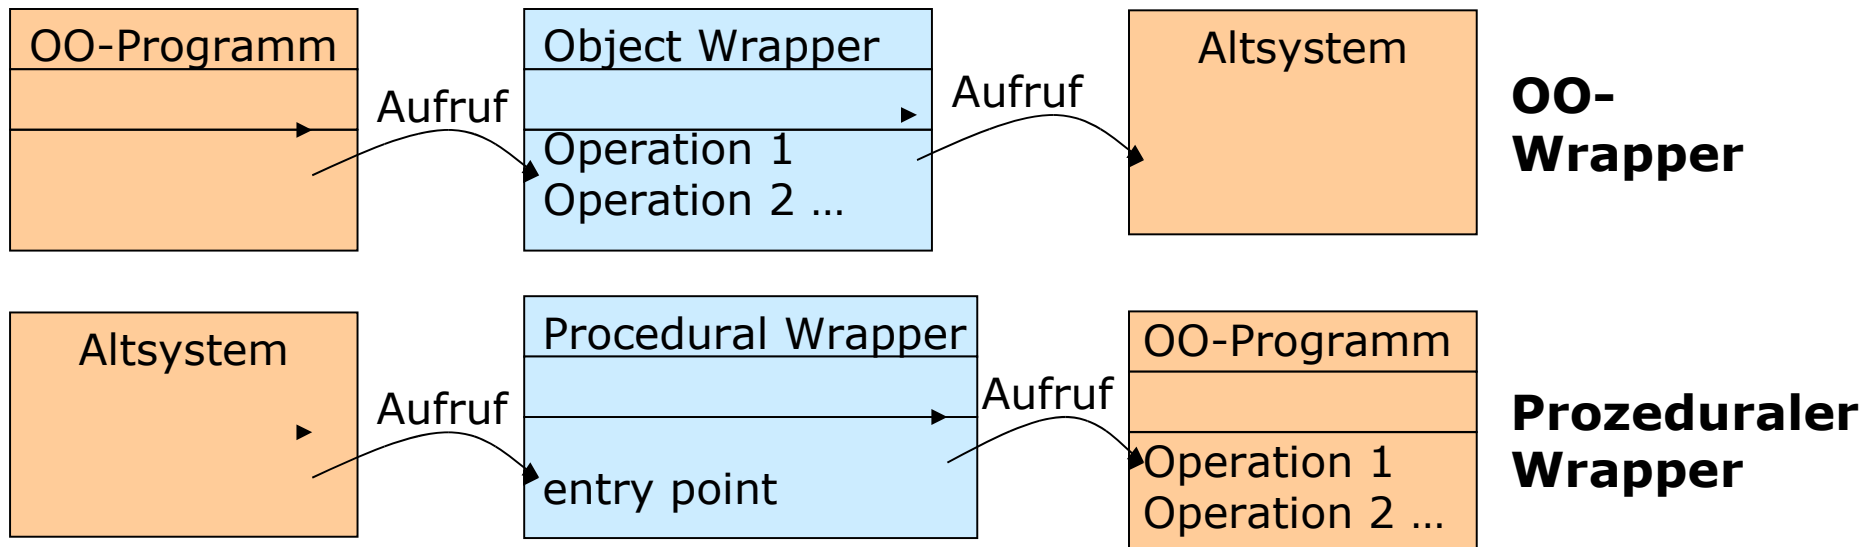 OO-Programm
Aufruf
Object Wrapper
Operation 1
Operation 2 ...
Aufruf
Altsystem
OO-
Wrapper
Altsystem
Aufruf
Procedural Wrapper
entry point
Aufruf
OO-Programm
Operation 1
Operation 2 ...
Prozeduraler
Wrapper